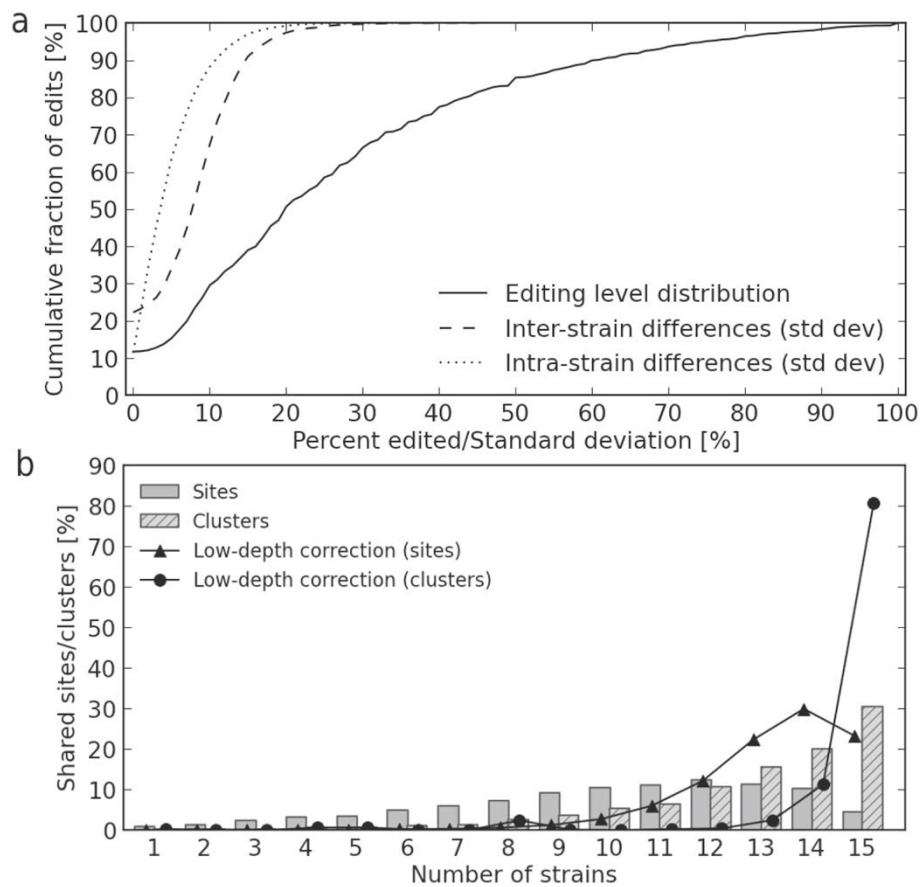 a
Cumulative fraction of edits [%]
100
90
80
70
60
50
40
30
20
10
0
Editing level distribution
Inter-strain differences (std dev)
Intra-strain differences (std dev)
0 10 20 30 40 50 60 70 80 90 100
Percent edited/Standard deviation [%]
b
Shared sites/clusters [%]
90
80
70
60
50
40
30
20
10
0
Sites
Clusters
Low-depth correction (sites)
Low-depth correction (clusters)
1 2 3 4 5 6 7 8 9 10 11 12 13 14 15
Number of strains